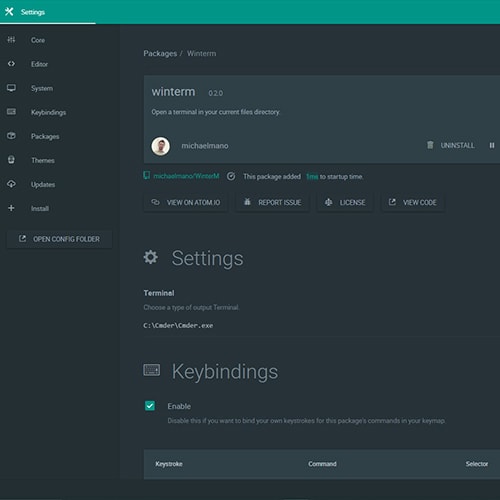 Settings
Core
Editor
System
Keybindings
Packages
Themes
Updates
Install
OPEN CONFIG FOLDER
Packages / Winterm
winterm 0.2.0
Open a terminal in your current files directory.
michaelmano
UNINSTALL
michaelmano/WinterM This package added 1ms to startup time.
VIEW ON ATOM.IO REPORT ISSUE LICENSE VIEW CODE
Settings
Terminal
Choose a type of output Terminal.
C:\Cmder\Cmder.exe
Keybindings
Enable
Disable this if you want to bind your own keystrokes for this package's commands in your keymap.
Keystroke Command Selector